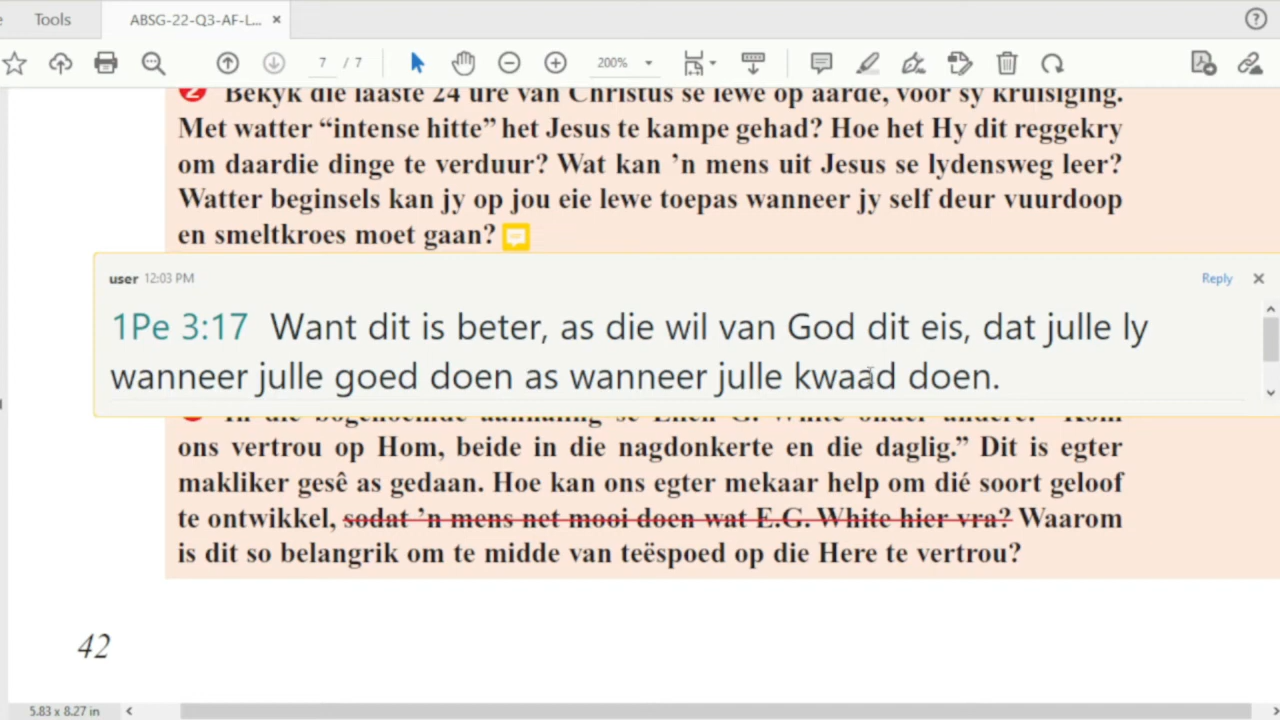 Tools
ABSG-22-Q3-AF-L...
7 / 7
200%
2 Bekyk die laaste 24 ure van Christus se lewe op aarde, voor sy kruisiging.
Met watter “intense hitte” het Jesus te kampe gehad? Hoe het Hy dit reggekry
om daardie dinge te verduur? Wat kan ’n mens uit Jesus se lydensweg leer?
Watter beginsels kan jy op jou eie lewe toepas wanneer jy self deur vuurdoop
en smeltkroes moet gaan?
user 12:03 PM
Reply
1Pe 3:17 Want dit is beter, as die wil van God dit eis, dat julle ly
wanneer julle goed doen as wanneer julle kwaad doen.
ons vertrou op Hom, beide in die nagdonkerte en die daglig.” Dit is egter
makliker gesê as gedaan. Hoe kan ons egter mekaar help om dié soort geloof
te ontwikkel, sodat ’n mens net mooi doen wat E.G. White hier vra? Waarom
is dit so belangrik om te midde van teëspoed op die Here te vertrou?
42
5.83 x 8.27 in